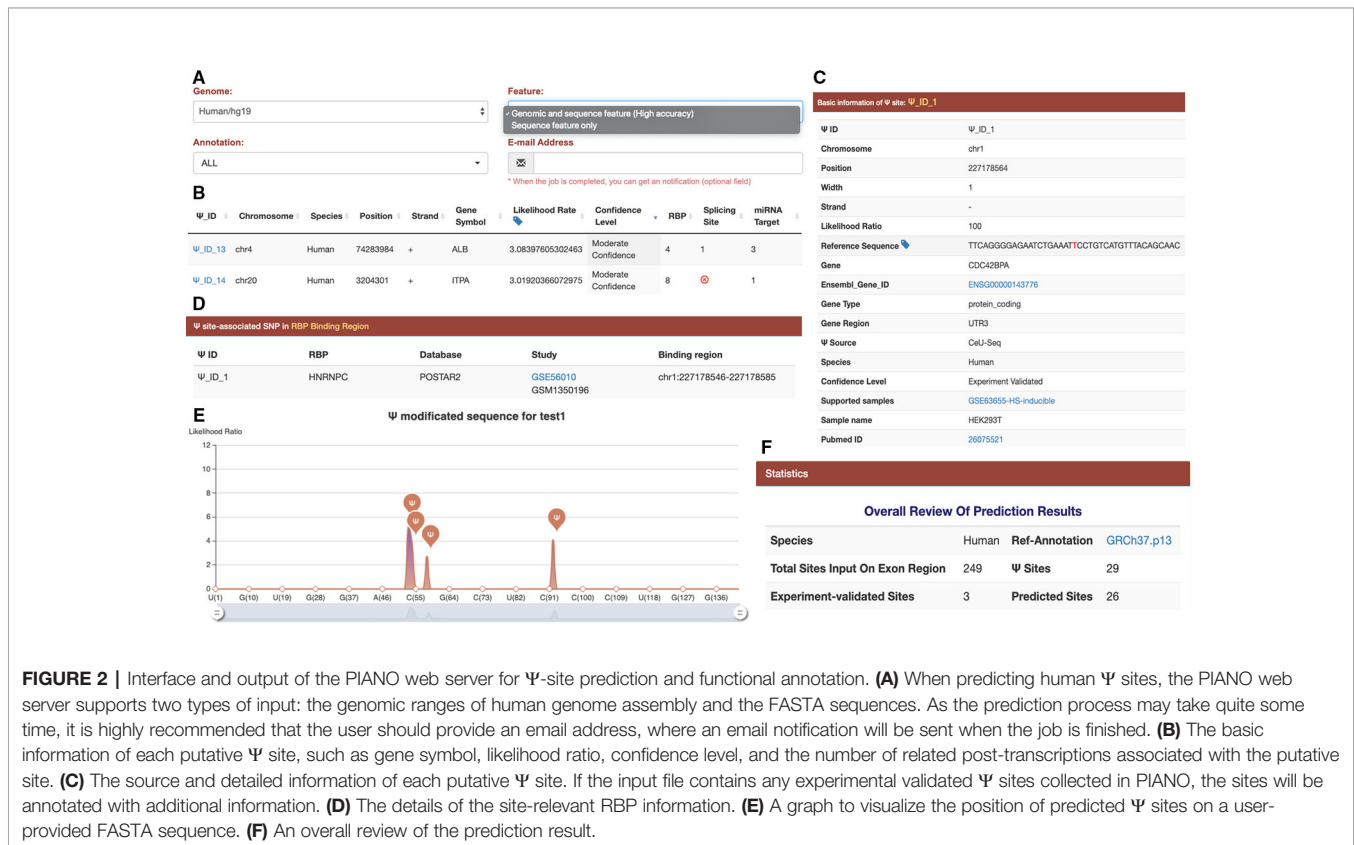 A
Genome:
Human/hg19
Feature:
✓ Genomic and sequence feature (High accuracy)
Sequence feature only
Annotation:
ALL
E-mail Address
* When the job is completed, you can get an notification (optional field)
B
Ψ_ID Chromosome Species Position Strand Gene Symbol Likelihood Rate Confidence Level RBP Splicing Site miRNA Target
Ψ_ID_13 chr4 Human 74283984 + ALB 3.08397605302463 Moderate Confidence 4 1 3
Ψ_ID_14 chr20 Human 3204301 + ITPA 3.01920366072975 Moderate Confidence 8 1
C
Basic information of Ψ site: Ψ_ID_1
Ψ ID Ψ_ID_1
Chromosome chr1
Position 227178564
Width 1
Strand -
Likelihood Ratio 100
Reference Sequence TTCAGGGGAGAATCTGAAATTCCTGTCATGTTTACAGCAAC
Gene CDC42BPA
Ensembl_Gene_ID ENSG00000143776
Gene Type protein_coding
Gene Region UTR3
Ψ Source CeU-Seq
Species Human
Confidence Level Experiment Validated
Supported samples GSE63655-HS-inducible
Sample name HEK293T
Pubmed ID 26075521
D
Ψ site-associated SNP in RBP Binding Region
Ψ ID RBP Database Study Binding region
Ψ_ID_1 HNRNPC POSTAR2 GSE56010 chr1:227178546-227178585
GSM1350196
E
Ψ modificated sequence for test1
Likelihood Ratio
12
10
8
6
4
2
0
Ψ
Ψ
Ψ
Ψ
U(1) G(10) U(19) G(28) G(37) A(46) C(55) G(64) C(73) U(82) C(91) C(100) C(109) U(118) G(127) G(136)
F
Statistics
Overall Review Of Prediction Results
Species Human Ref-Annotation GRCh37.p13
Total Sites Input On Exon Region 249 Ψ Sites 29
Experiment-validated Sites 3 Predicted Sites 26
FIGURE 2 | Interface and output of the PIANO web server for Ψ-site prediction and functional annotation. (A) When predicting human Ψ sites, the PIANO web
server supports two types of input: the genomic ranges of human genome assembly and the FASTA sequences. As the prediction process may take quite some
time, it is highly recommended that the user should provide an email address, where an email notification will be sent when the job is finished. (B) The basic
information of each putative Ψ site, such as gene symbol, likelihood ratio, confidence level, and the number of related post-transcriptions associated with the putative
site. (C) The source and detailed information of each putative Ψ site. If the input file contains any experimental validated Ψ sites collected in PIANO, the sites will be
annotated with additional information. (D) The details of the site-relevant RBP information. (E) A graph to visualize the position of predicted Ψ sites on a user-
provided FASTA sequence. (F) An overall review of the prediction result.